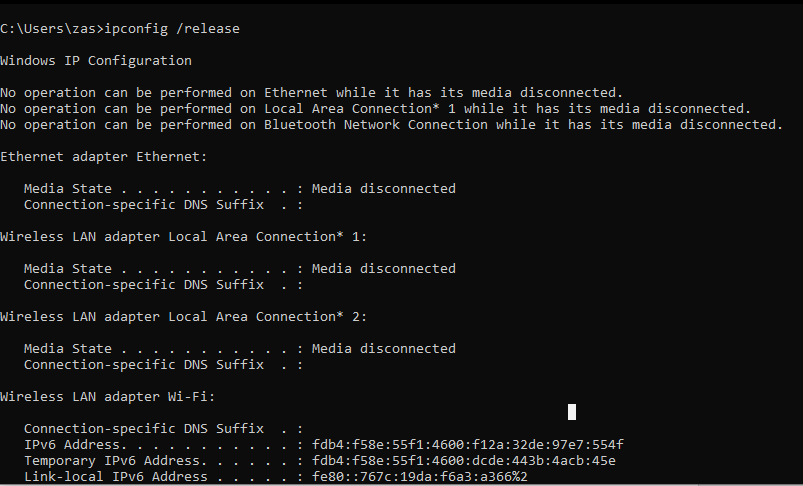 C:\Users\zas>ipconfig /release
Windows IP Configuration
No operation can be performed on Ethernet while it has its media disconnected.
No operation can be performed on Local Area Connection* 1 while it has its media disconnected.
No operation can be performed on Bluetooth Network Connection while it has its media disconnected.
Ethernet adapter Ethernet:
   Media State . . . . . . . . . . . : Media disconnected
   Connection-specific DNS Suffix  . :
Wireless LAN adapter Local Area Connection* 1:
   Media State . . . . . . . . . . . : Media disconnected
   Connection-specific DNS Suffix  . :
Wireless LAN adapter Local Area Connection* 2:
   Media State . . . . . . . . . . . : Media disconnected
   Connection-specific DNS Suffix  . :
Wireless LAN adapter Wi-Fi:
   Connection-specific DNS Suffix  . :
   IPv6 Address. . . . . . . . . . . : fdb4:f58e:55f1:4600:f12a:32de:97e7:554f
   Temporary IPv6 Address. . . . . . : fdb4:f58e:55f1:4600:dcde:443b:4acb:45e
   Link-local IPv6 Address . . . . . : fe80::767c:19da:f6a3:a366%2